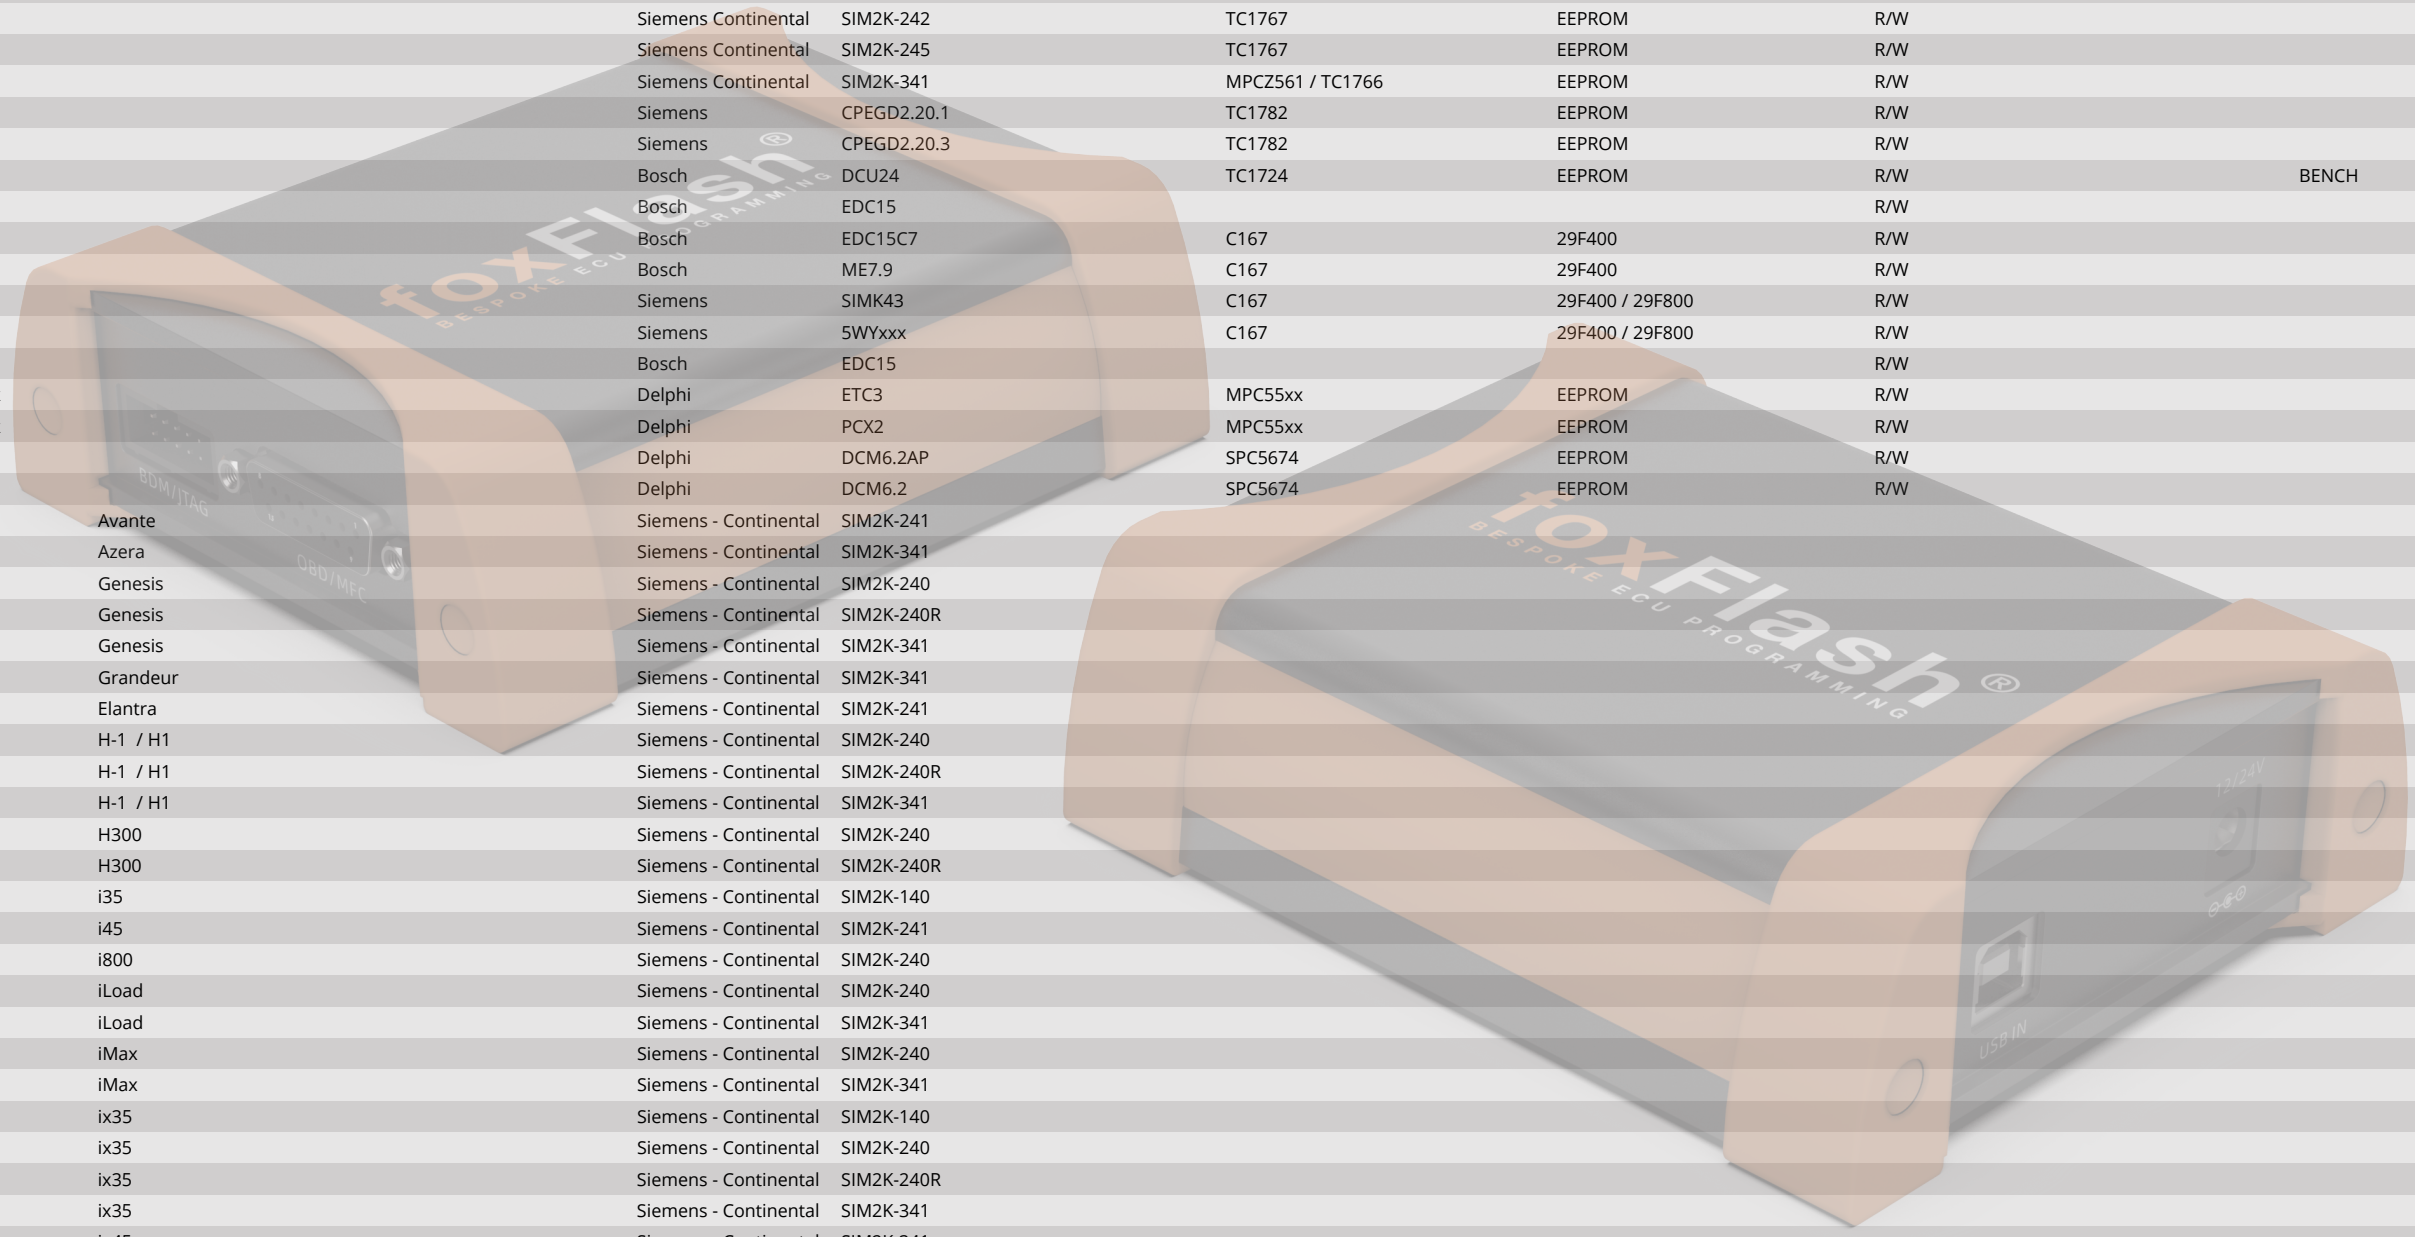 Siemens Continental SIM2K-242 TC1767 EEPROM R/W
Siemens Continental SIM2K-245 TC1767 EEPROM R/W
Siemens Continental SIM2K-341 MPCZ561 / TC1766 EEPROM R/W
Siemens CPEGD2.20.1 TC1782 EEPROM R/W
Siemens CPEGD2.20.3 TC1782 EEPROM R/W
Bosch DCU24 TC1724 EEPROM R/W BENCH
Bosch EDC15 R/W
Bosch EDC15C7 C167 29F400 R/W
Bosch ME7.9 C167 29F400 R/W
Siemens SIMK43 C167 29F400 / 29F800 R/W
Siemens 5WYxxx C167 29F400 / 29F800 R/W
Bosch EDC15 R/W
Delphi ETC3 MPC55xx EEPROM R/W
Delphi PCX2 MPC55xx EEPROM R/W
Delphi DCM6.2AP SPC5674 EEPROM R/W
Delphi DCM6.2 SPC5674 EEPROM R/W
Avante Siemens - Continental SIM2K-241
Azera Siemens - Continental SIM2K-341
Genesis Siemens - Continental SIM2K-240
Genesis Siemens - Continental SIM2K-240R
Genesis Siemens - Continental SIM2K-341
Grandeur Siemens - Continental SIM2K-341
Elantra Siemens - Continental SIM2K-241
H-1 / H1 Siemens - Continental SIM2K-240
H-1 / H1 Siemens - Continental SIM2K-240R
H-1 / H1 Siemens - Continental SIM2K-341
H300 Siemens - Continental SIM2K-240
H300 Siemens - Continental SIM2K-240R
i35 Siemens - Continental SIM2K-140
i45 Siemens - Continental SIM2K-241
i800 Siemens - Continental SIM2K-240
iLoad Siemens - Continental SIM2K-240
iLoad Siemens - Continental SIM2K-341
iMax Siemens - Continental SIM2K-240
iMax Siemens - Continental SIM2K-341
ix35 Siemens - Continental SIM2K-140
ix35 Siemens - Continental SIM2K-240
ix35 Siemens - Continental SIM2K-240R
ix35 Siemens - Continental SIM2K-341
foxFlash®
BESPOKE ECU PROGRAMMING
BDM/JTAG
OBD/MFC
foxFlash®
BESPOKE ECU PROGRAMMING
12/24V
USB IN